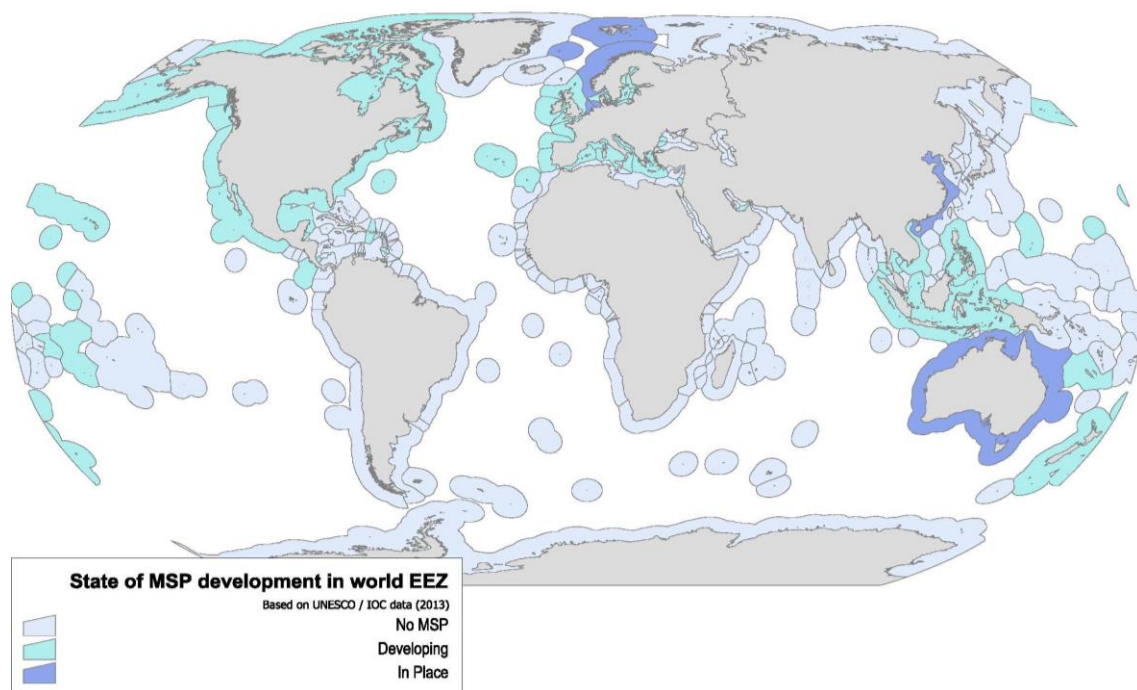 State of MSP development in world EEZ
Based on UNESCO / IOC data (2013)
No MSP
Developing
In Place